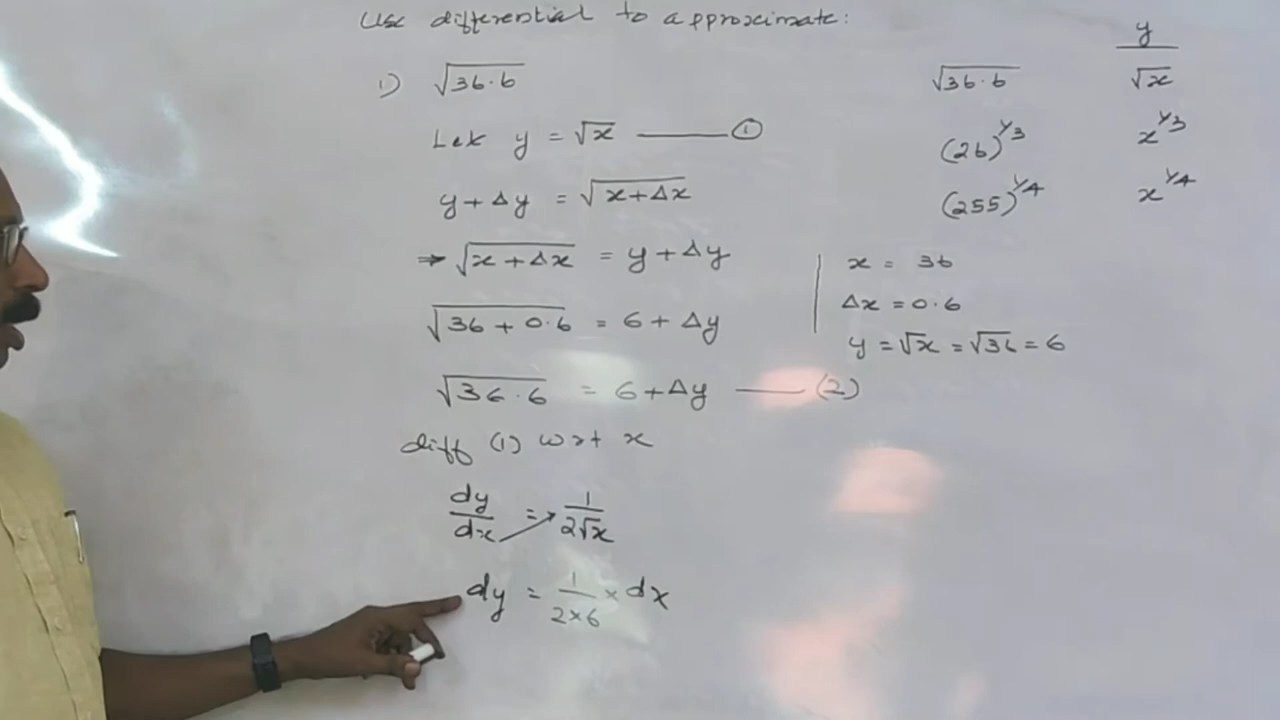 Use differential to approximate:
1) √36.6
Let y = √x ——— ①
y + Δy = √x+Δx
⇒ √x+Δx = y + Δy
√36 + 0.6 = 6 + Δy
√36.6 = 6 + Δy —— (2)
diff (1) wrt x
dy/dx = 1/2√x
dy = 1/2×6 × dx
y
√36.6 √x
(26)^1/3 x^1/3
(255)^1/4 x^1/4
x = 36
Δx = 0.6
y = √x = √36 = 6